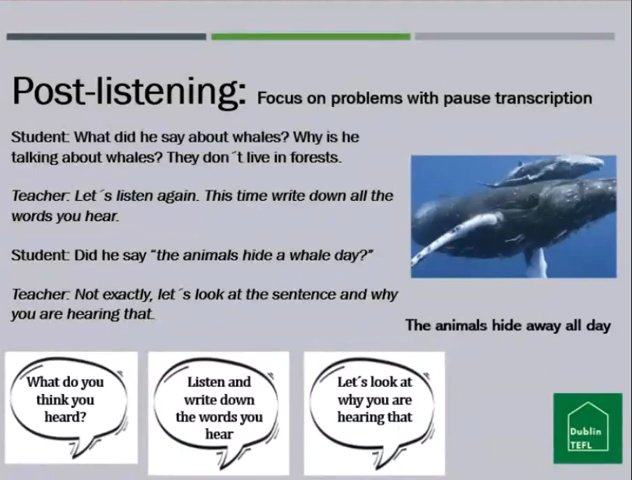 Post-listening: Focus on problems with pause transcription
Student: What did he say about whales? Why is he
talking about whales? They don´t live in forests.
Teacher: Let´s listen again. This time write down all the
words you hear.
Student: Did he say "the animals hide a whale day?"
Teacher: Not exactly, let´s look at the sentence and why
you are hearing that.
The animals hide away all day
What do you
think you
heard?
Listen and
write down
the words you
hear
Let´s look at
why you are
hearing that
Dublin
TEFL